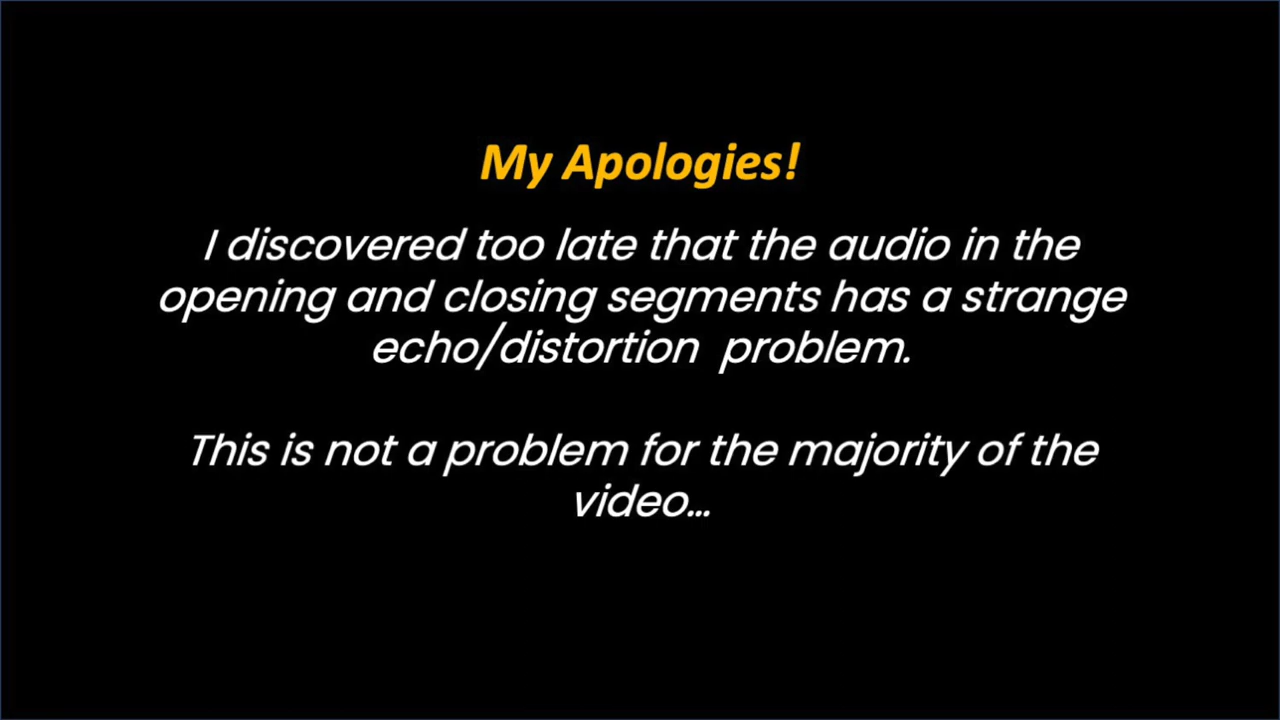 My Apologies!
I discovered too late that the audio in the
opening and closing segments has a strange
echo/distortion  problem.
This is not a problem for the majority of the
video...